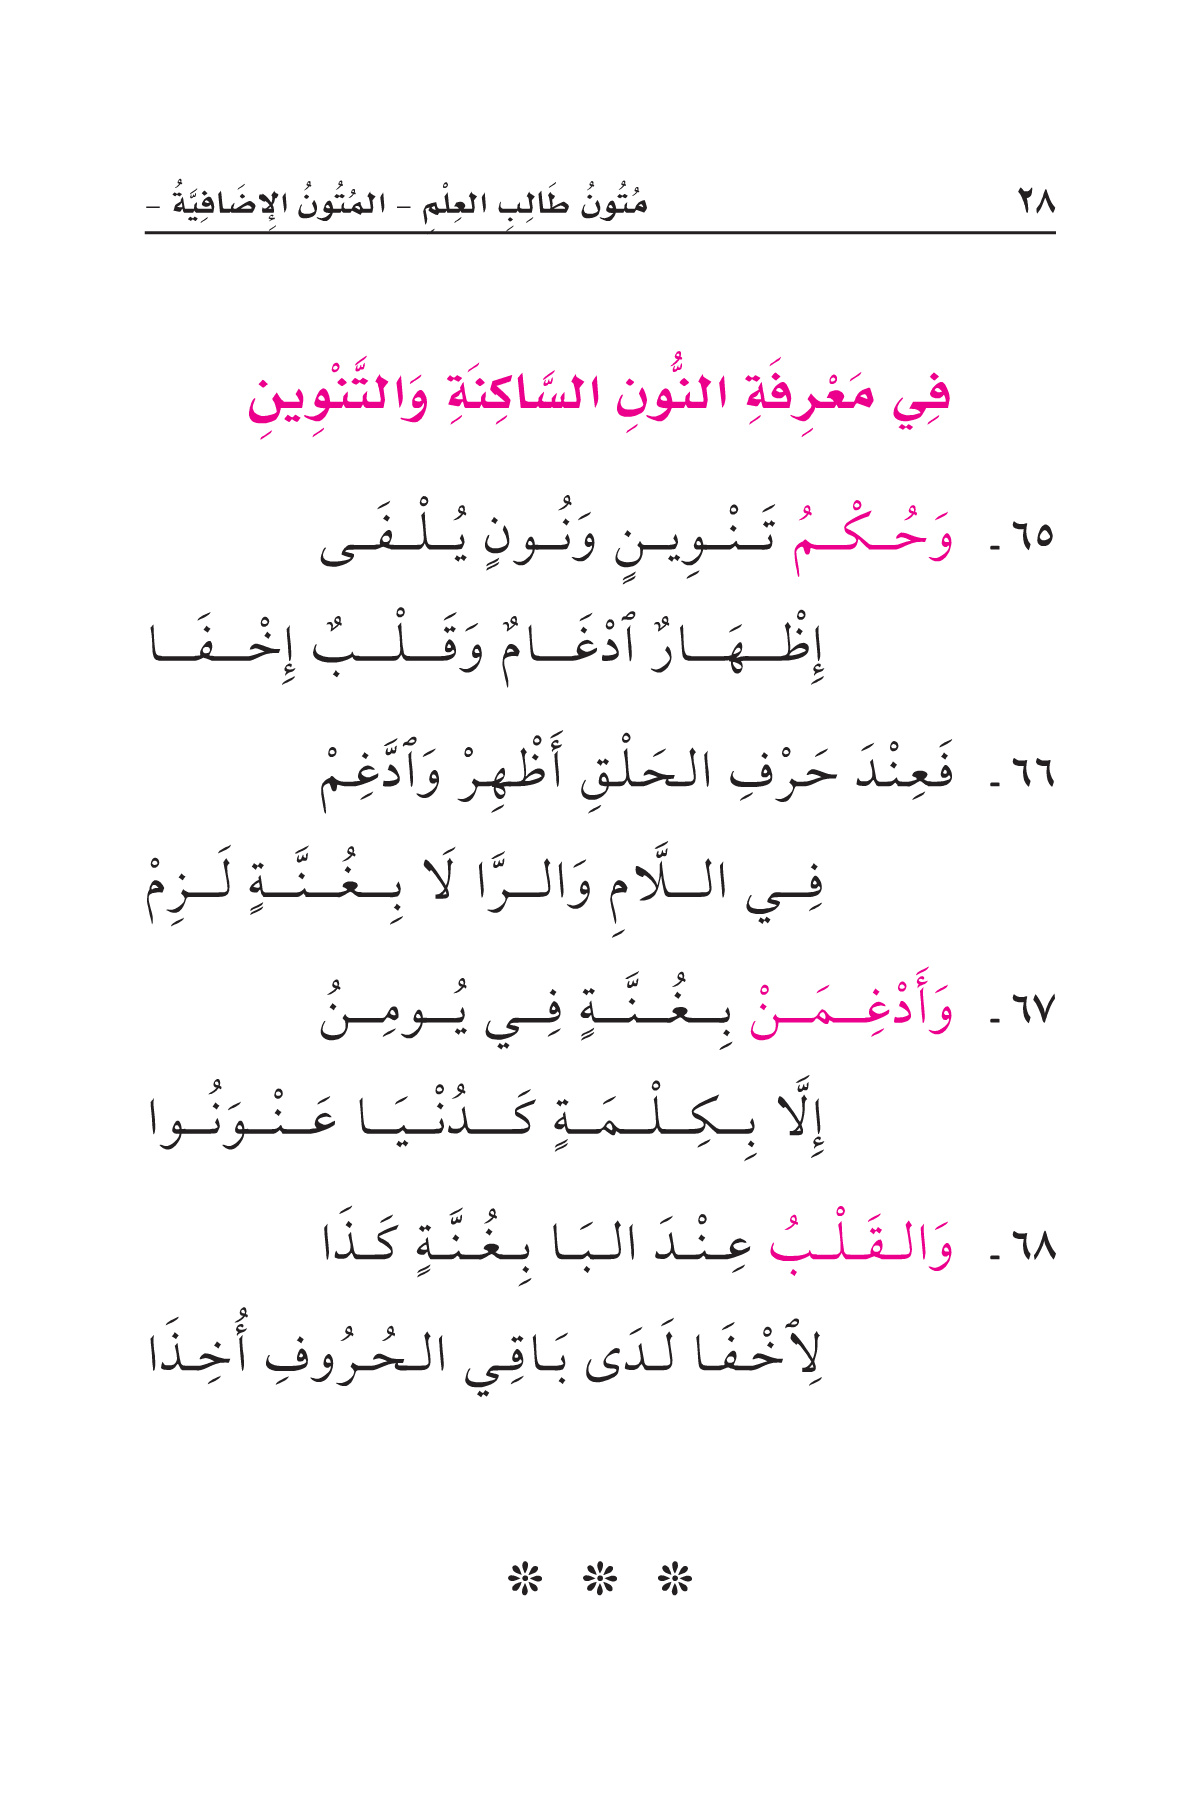 ٢٨ مُتُونُ طَالِبِ العِلْمِ – المُتُونُ الإِضَافِيَّةُ –
فِي مَعْرِفَةِ النُّونِ السَّاكِنَةِ وَالتَّنْوِينِ
٦٥ - وَحُكْمُ تَنْوِينٍ وَنُونٍ يُلْفَى
إِظْهَارٌ ٱدْغَامٌ وَقَلْبٌ إِخْفَا
٦٦ - فَعِنْدَ حَرْفِ الحَلْقِ أَظْهِرْ وَٱدَّغِمْ
فِي اللَّامِ وَالرَّا لَا بِغُنَّةٍ لَزِمْ
٦٧ - وَأَدْغِمَنْ بِغُنَّةٍ فِي يُومِنُ
إِلَّا بِكِلْمَةٍ كَدُنْيَا عَنْوَنُوا
٦٨ - وَالقَلْبُ عِنْدَ البَا بِغُنَّةٍ كَذَا
لِٱخْفَا لَدَى بَاقِي الحُرُوفِ أُخِذَا